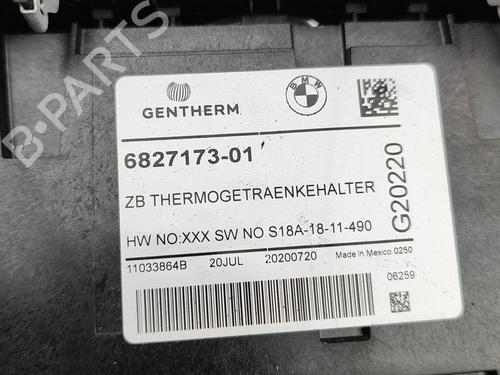 B-PARTS
GENTHERM
BMW
6827173-01
ZB THERMOGETRAENKEHALTER
HW NO:XXX SW NO S18A-18-11-490
11033864B 20JUL 20200720 Made in Mexico 0250
06259
G20220